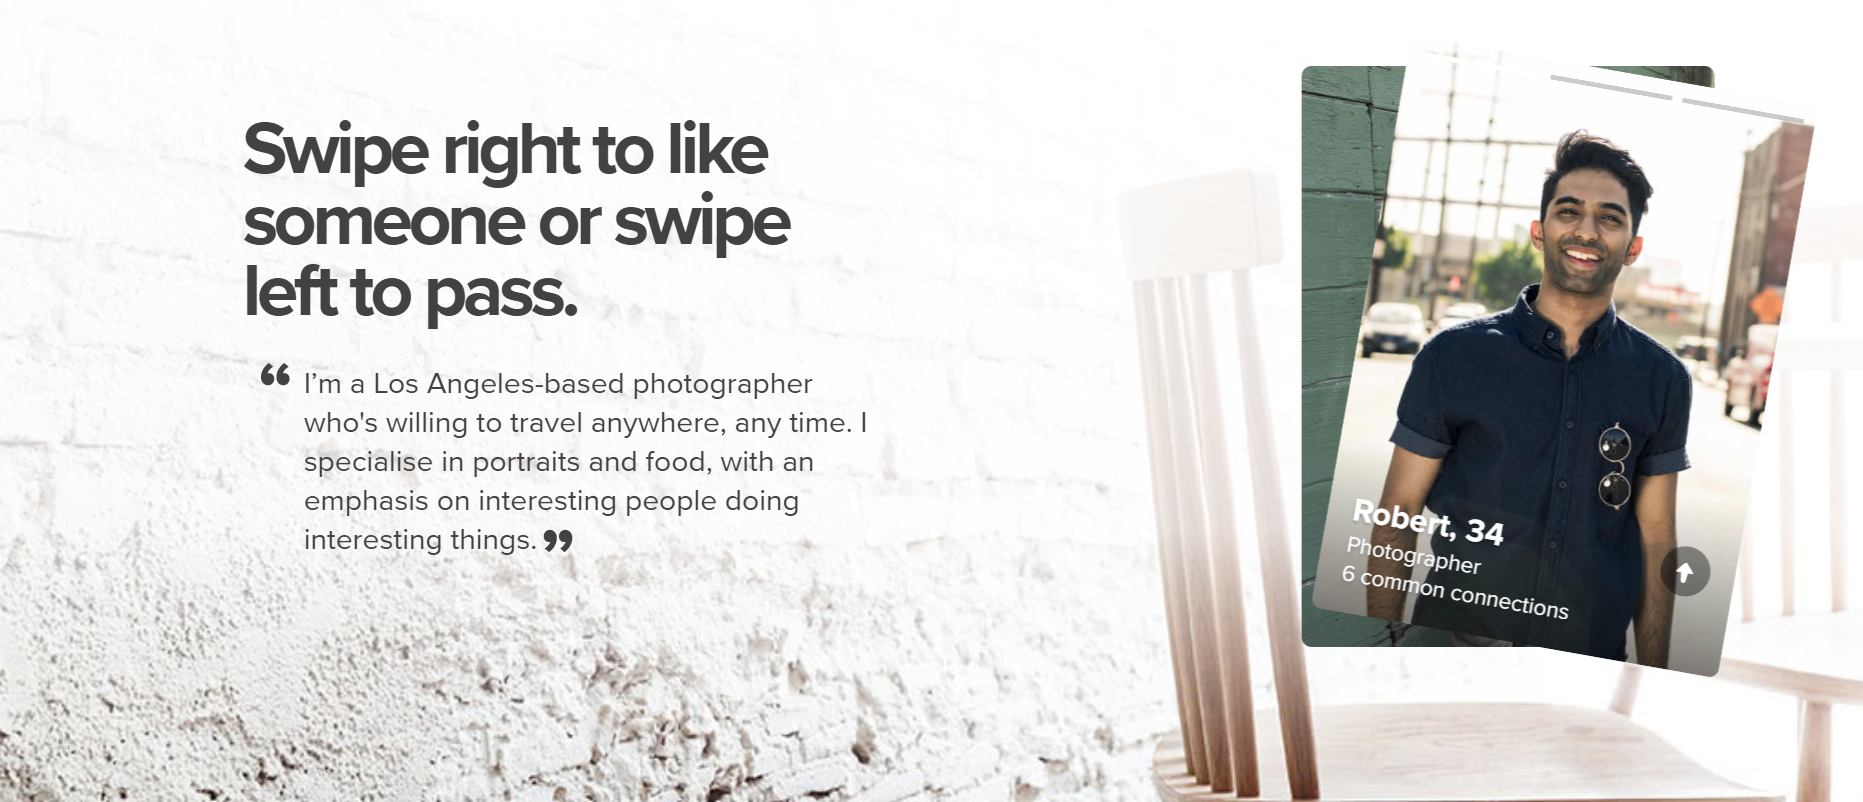 Swipe right to like
someone or swipe
left to pass.
“ I’m a Los Angeles-based photographer
who's willing to travel anywhere, any time. I
specialise in portraits and food, with an
emphasis on interesting people doing
interesting things. ”
Robert, 34
Photographer
6 common connections